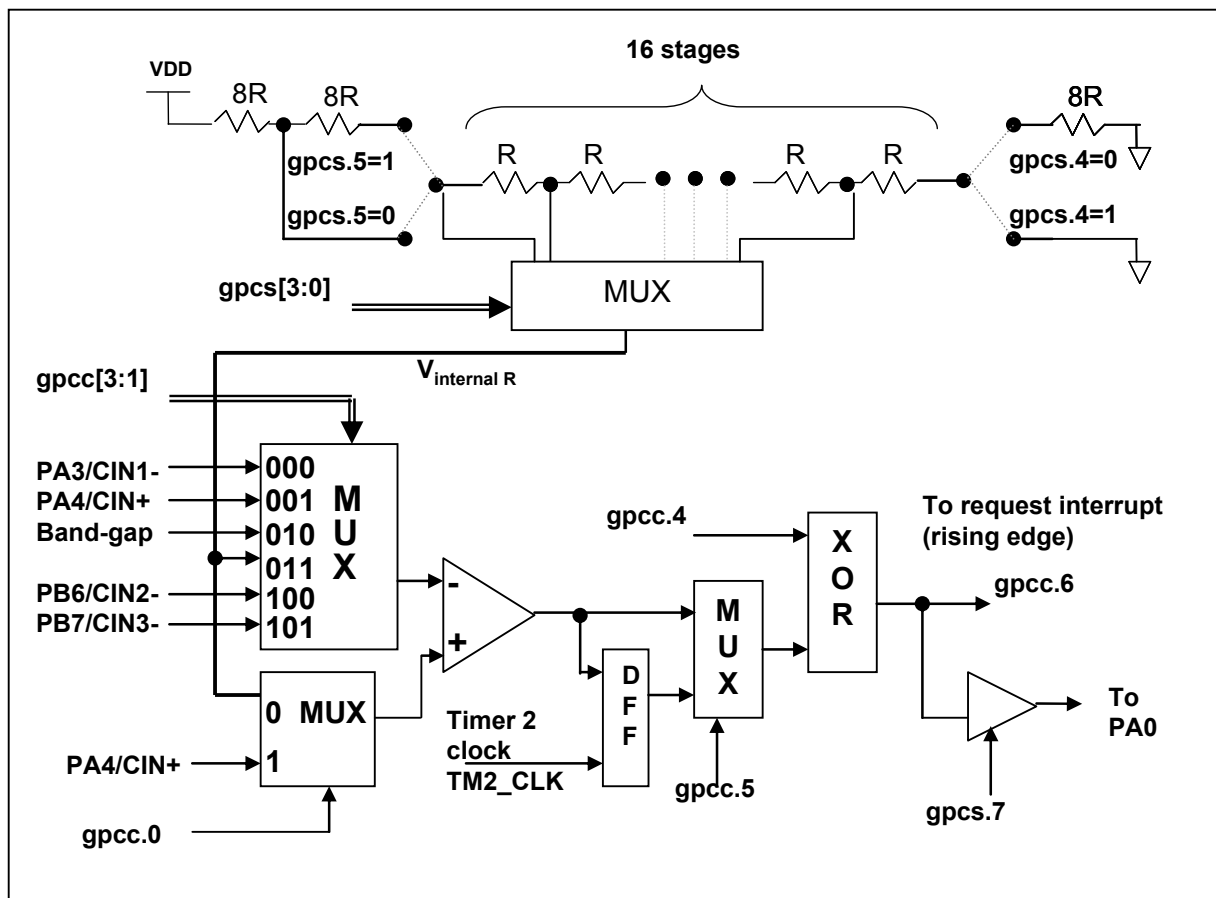 16 stages
VDD
8R
8R
8R
gpcs.5=1
R
R
R
R
gpcs.4=0
gpcs.5=0
gpcs.4=1
gpcs[3:0]
MUX
V internal R
gpcc[3:1]
PA3/CIN1-
000
PA4/CIN+
001
Band-gap
010
011
PB6/CIN2-
100
PB7/CIN3-
101
M
U
X
-
+
gpcc.4
X
O
R
To request interrupt
(rising edge)
gpcc.6
M
U
X
D
F
F
0 MUX
1
PA4/CIN+
gpcc.0
Timer 2
clock
TM2_CLK
gpcc.5
To
PA0
gpcs.7